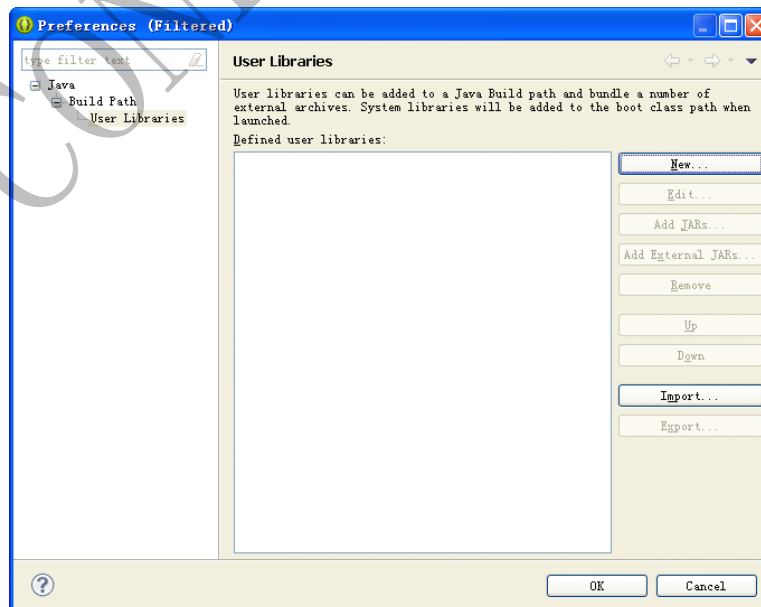 Preferences (Filtered)
type filter text
User Libraries
Java
Build Path
User Libraries
User libraries can be added to a Java Build path and bundle a number of
external archives. System libraries will be added to the boot class path when
launched.
Defined user libraries:
New...
Edit...
Add JARs...
Add External JARs...
Remove
Up
Down
Import...
Export...
?
OK
Cancel